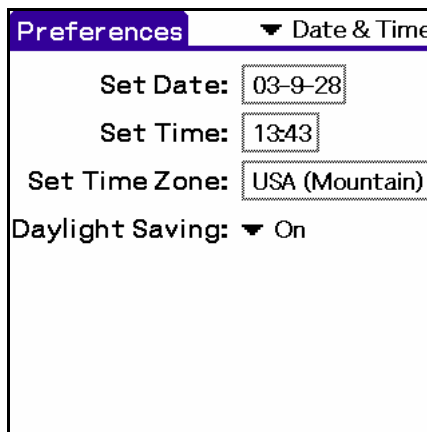 Preferences Date & Time
Set Date: 03-9-28
Set Time: 13:43
Set Time Zone: USA (Mountain)
Daylight Saving: On